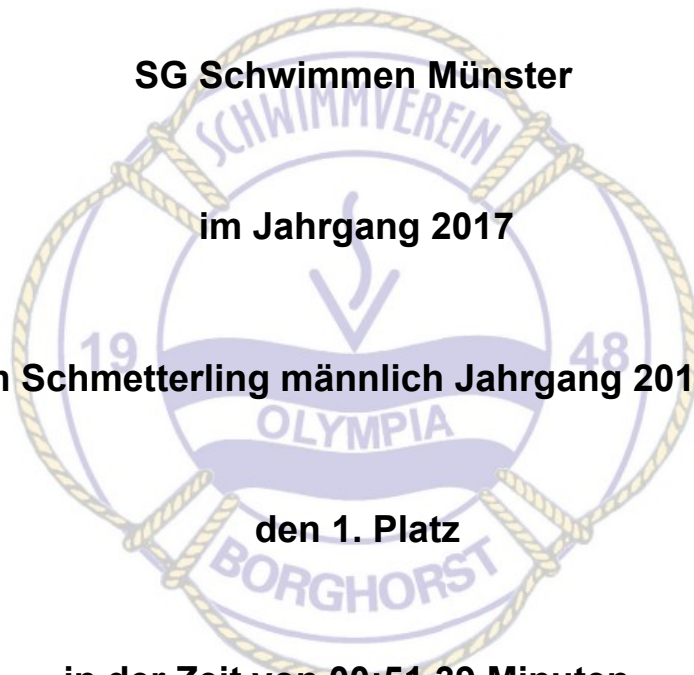 SG Schwimmen Münster
SCHWIMMVEREIN
im Jahrgang 2017
19 48
Schmetterling männlich Jahrgang
OLYMPIA
den 1. Platz
BORGHORST
in der Zeit von 00:51,39 Minuten